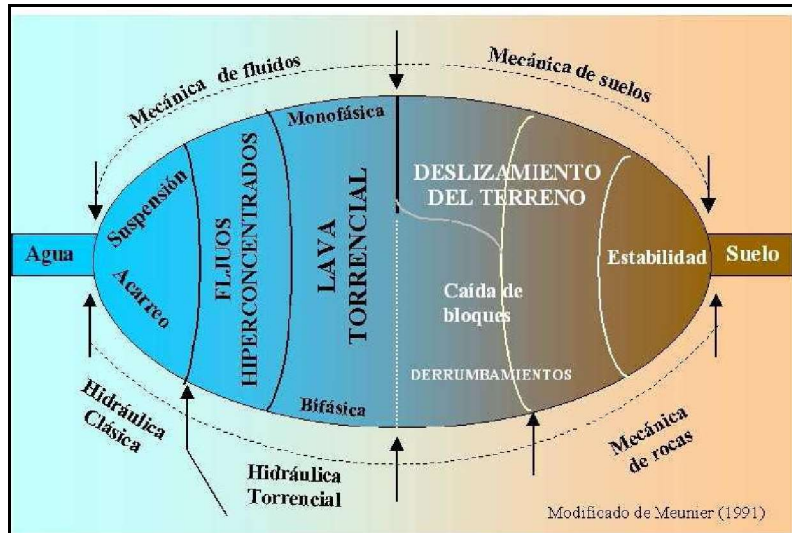 Mecánica de fluidos
Mecánica de suelos
Monofásica
DESLIZAMIENTO
DEL TERRENO
Suspensión
FLJUOS
HIPERCONCENTRADOS
LAVA
TORRENCIAL
Agua
Estabilidad
Suelo
Acarreo
Caída de
bloques
DERRUMBAMIENTOS
Bifásica
Hidráulica
Clásica
Hidráulica
Torrencial
Mecánica
de rocas
Modificado de Meunier (1991)